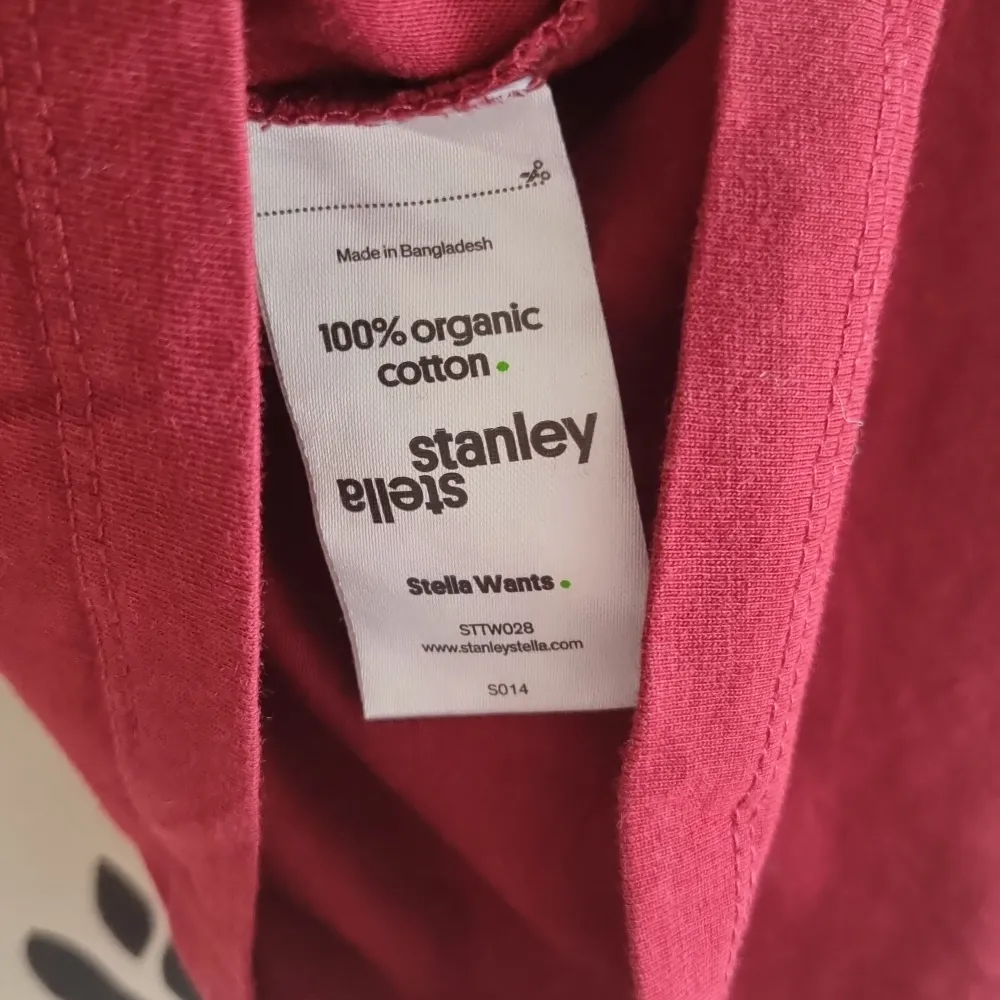 Made in Bangladesh
100% organic
cotton
stanley
stella
Stella Wants
STTW028
www.stanleystella.com
S014